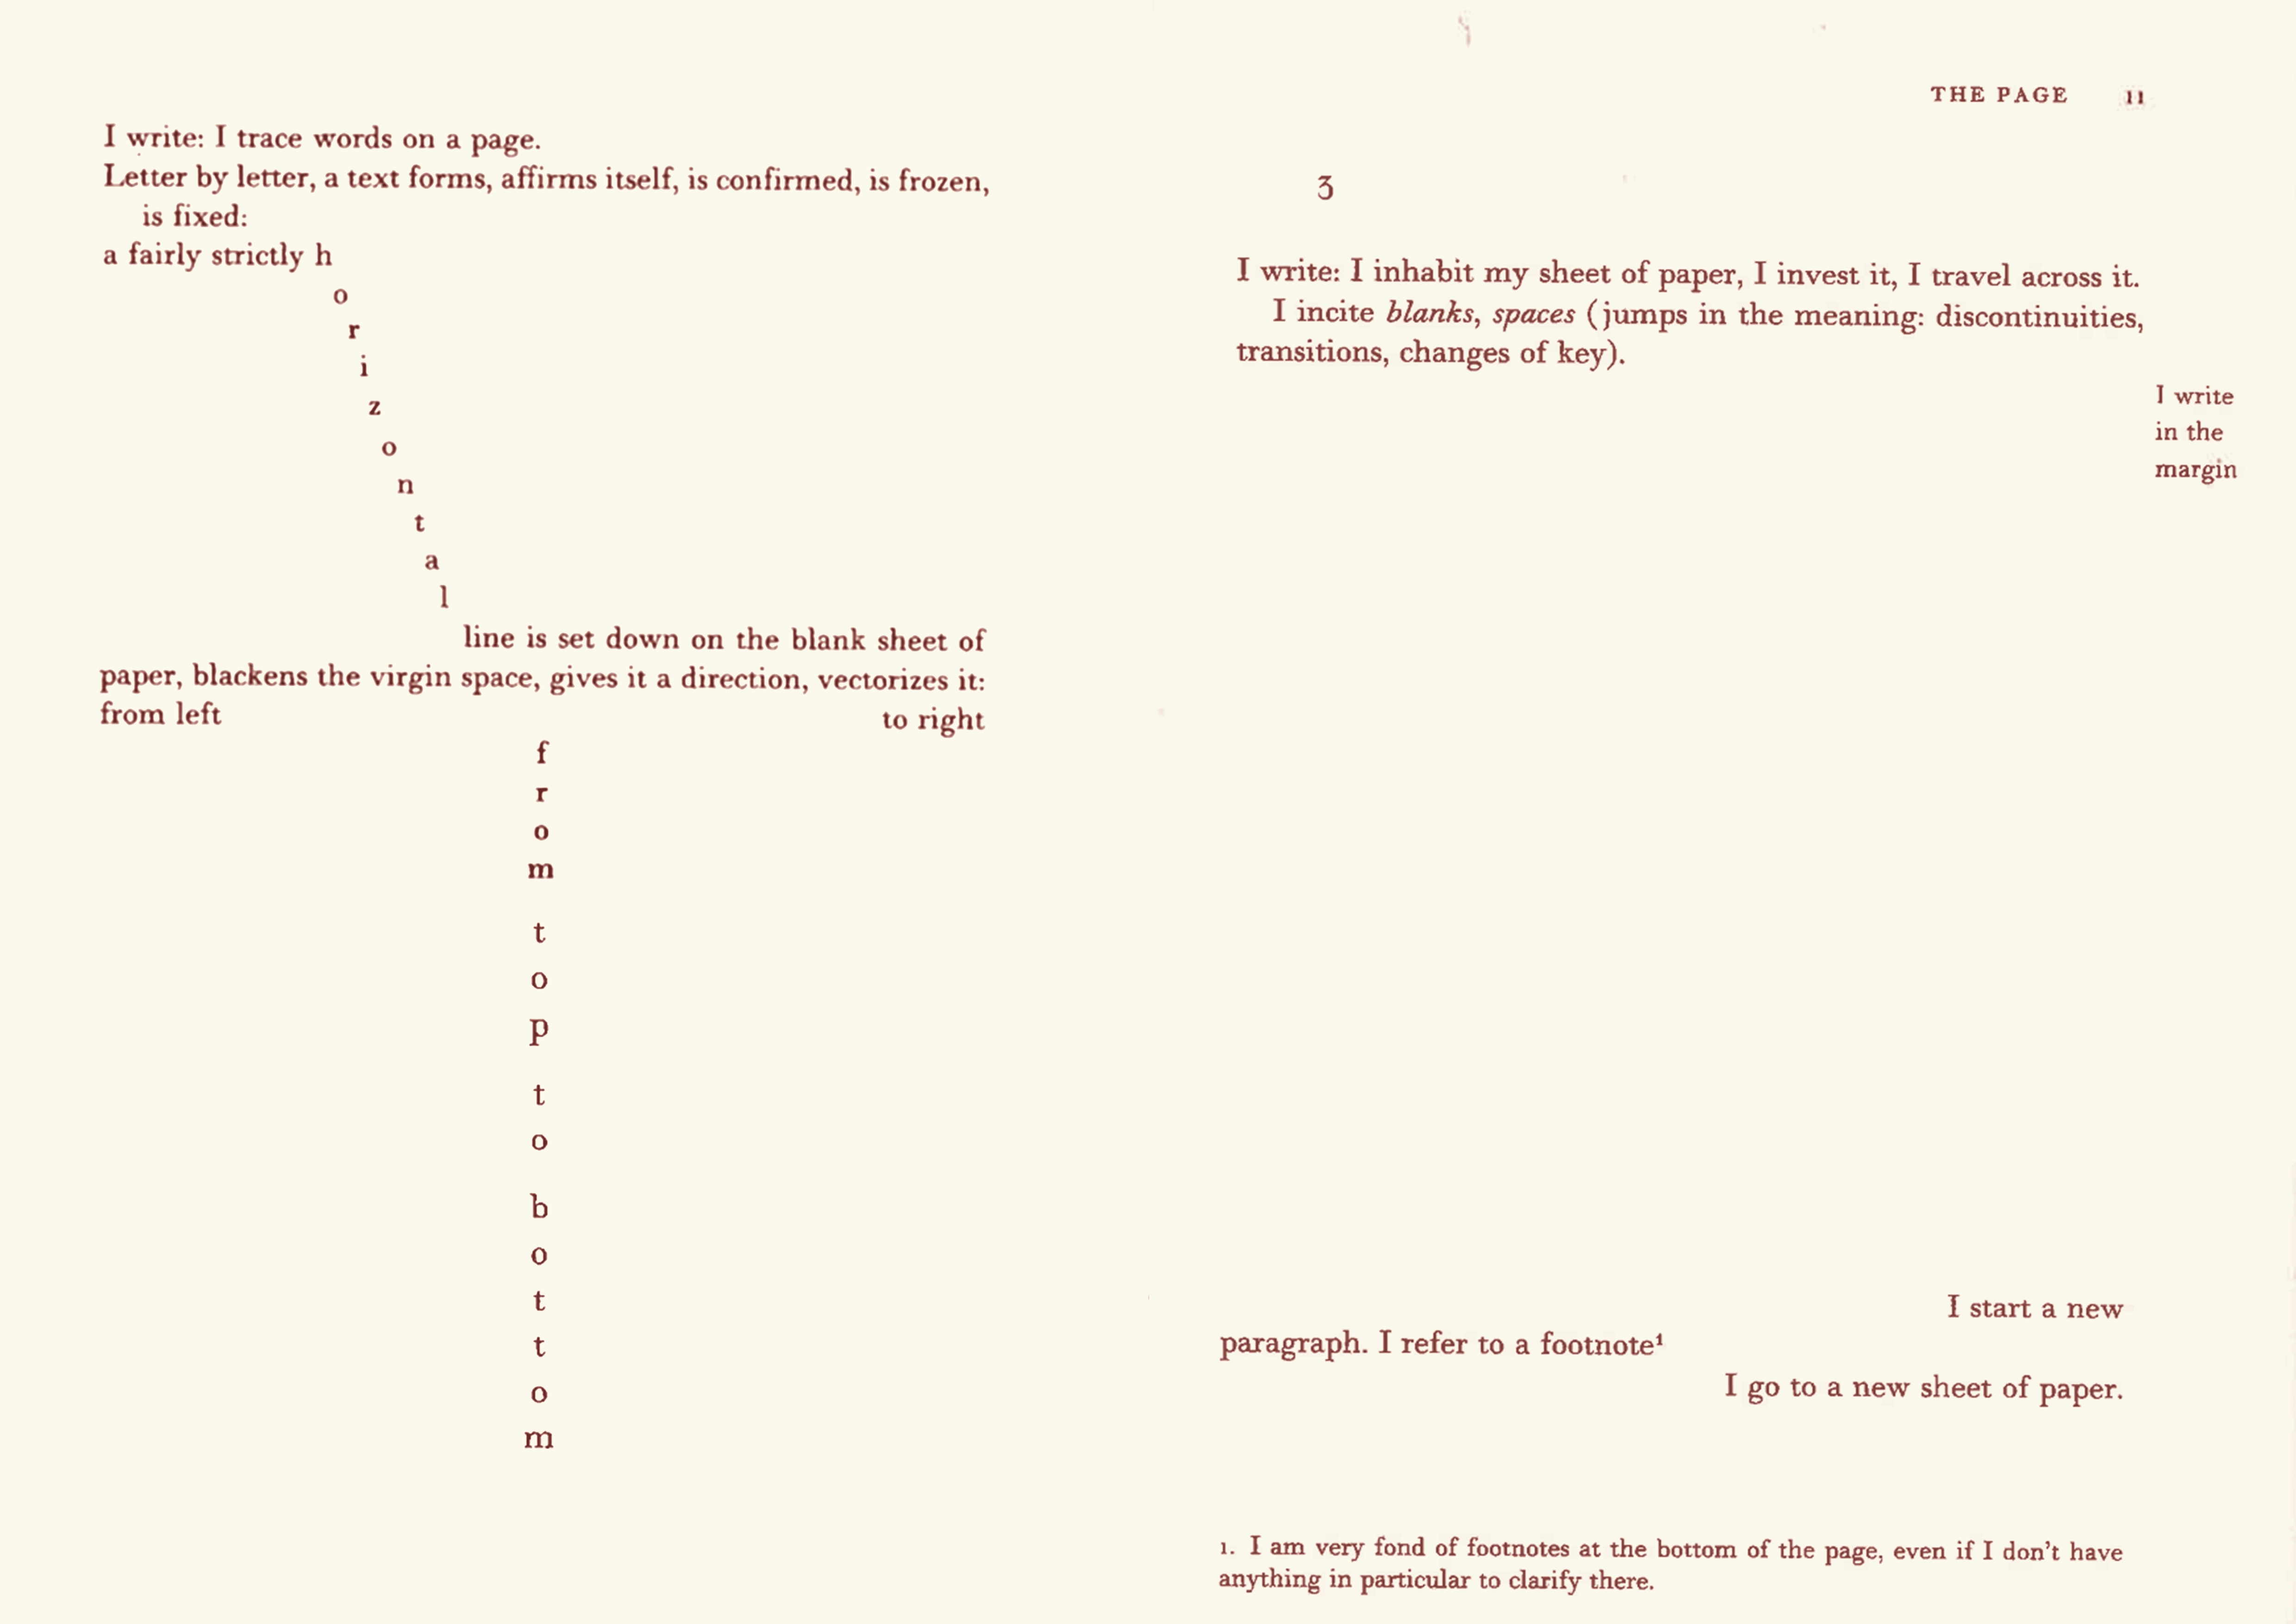 I write: I trace words on a page.
Letter by letter, a text forms, affirms itself, is confirmed, is frozen,
is fixed:
a fairly strictly h
o
r
i
z
o
n
t
a
l
line is set down on the blank sheet of
paper, blackens the virgin space, gives it a direction, vectorizes it:
from left to right
f
r
o
m
t
o
p
t
o
b
o
t
t
o
m
THE PAGE 11
3
I write: I inhabit my sheet of paper, I invest it, I travel across it.
I incite blanks, spaces (jumps in the meaning: discontinuities,
transitions, changes of key).
I write
in the
margin
I start a new
paragraph. I refer to a footnote¹
I go to a new sheet of paper.
1. I am very fond of footnotes at the bottom of the page, even if I don't have
anything in particular to clarify there.